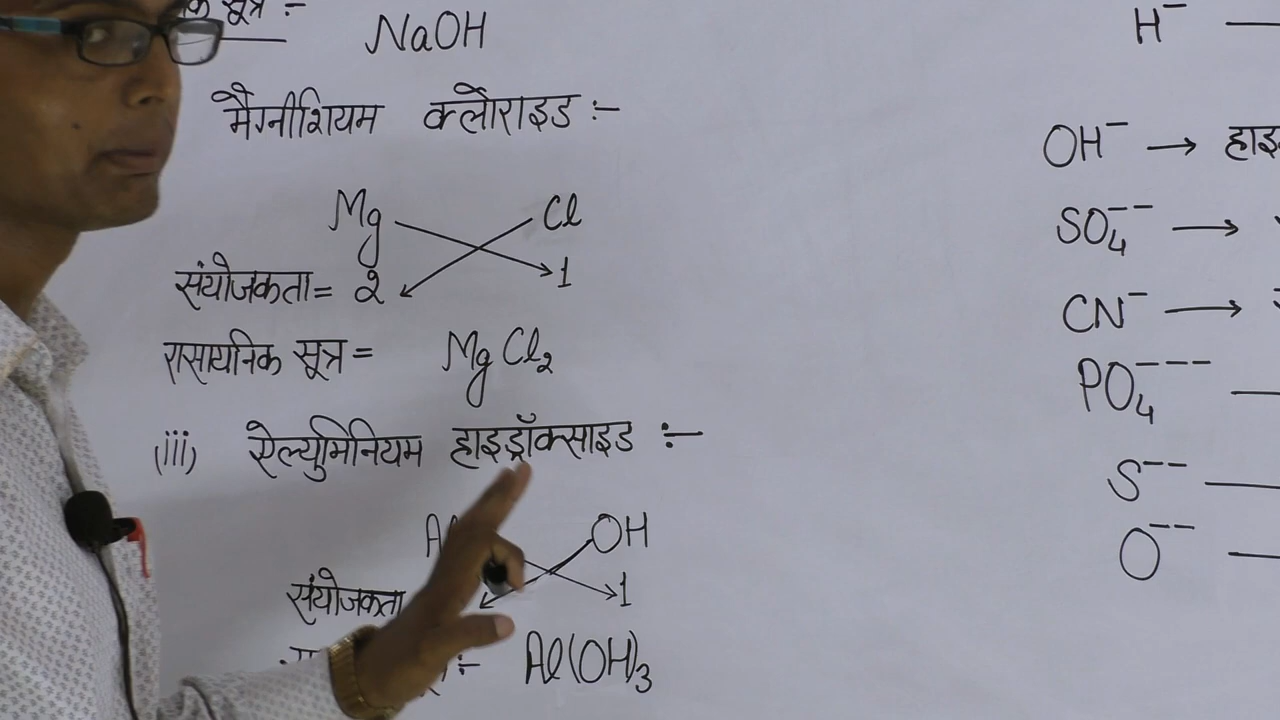 सूत्र :-
NaOH
मैग्नीशियम क्लोराइड :-
Mg Cl
संयोजकता = २ 1
रासायनिक सूत्र = MgCl₂
(iii) ऐल्युमिनियम हाइड्रॉक्साइड :-
OH
संयोजकता 1
:- Al(OH)₃
H⁻ —
OH⁻ →
SO₄⁻⁻ →
CN⁻ →
PO₄⁻⁻⁻ —
S⁻⁻ —
O⁻⁻ —